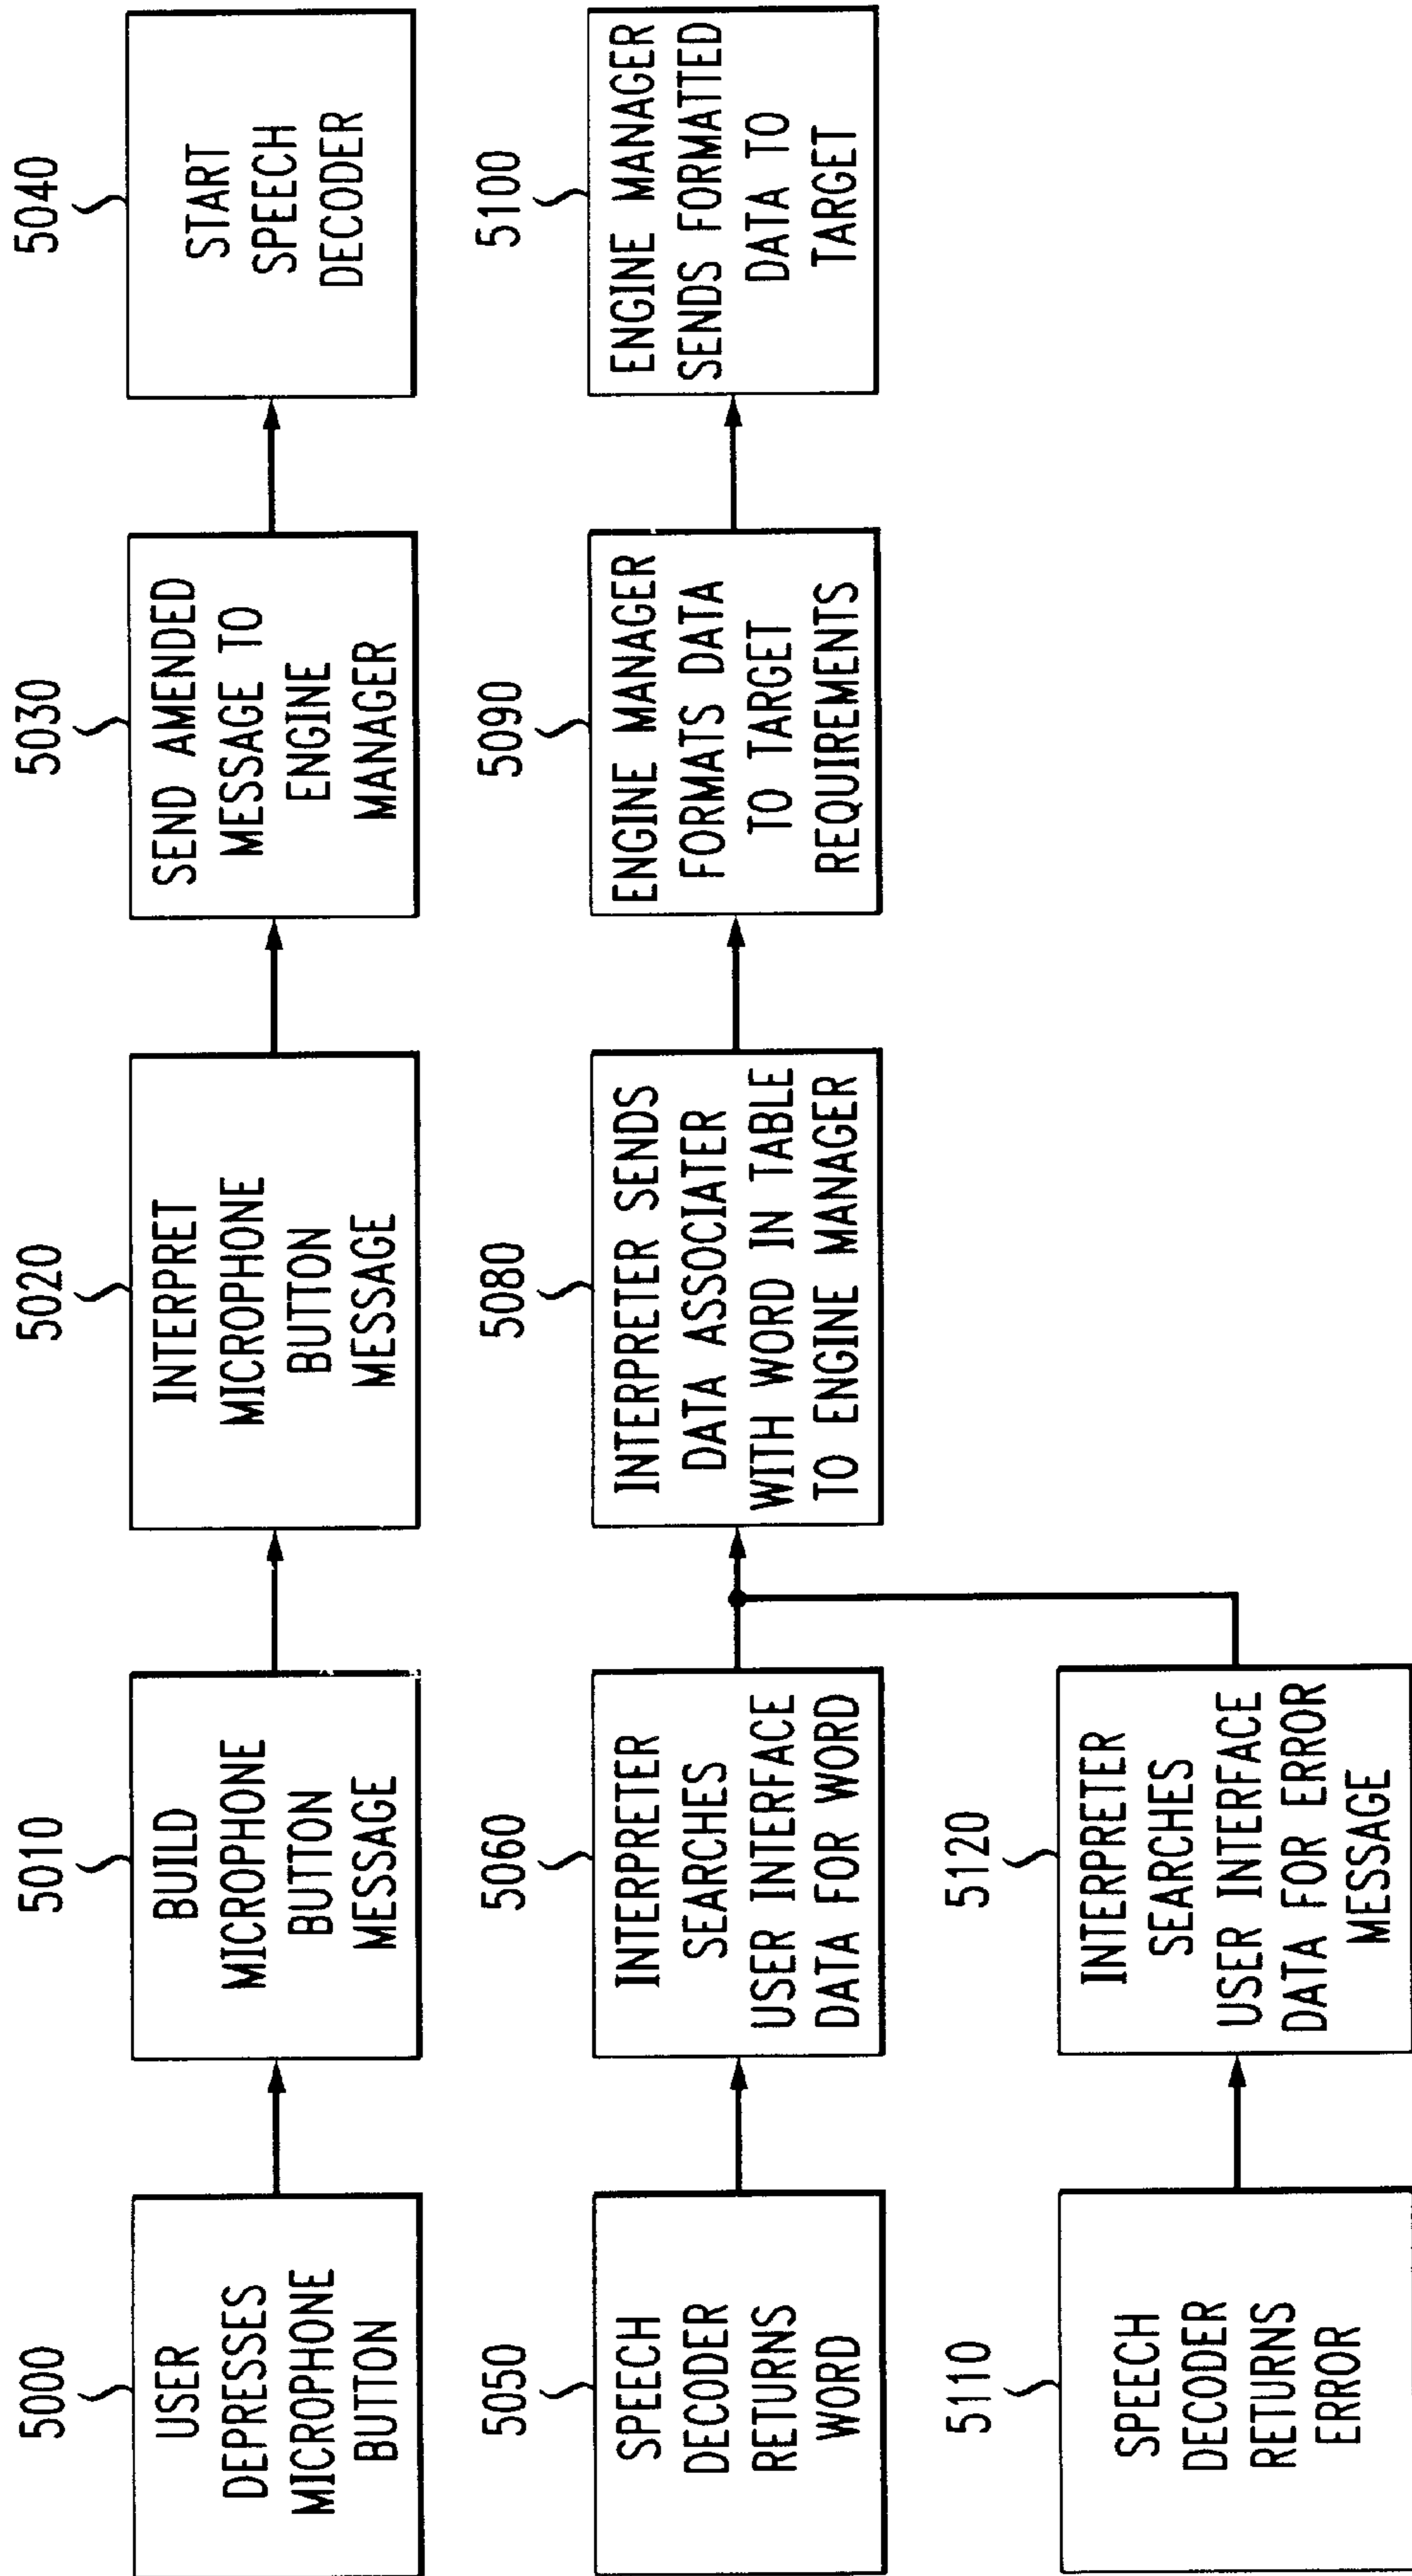 5000
USER
DEPRESSES
MICROPHONE
BUTTON
5010
BUILD
MICROPHONE
BUTTON
MESSAGE
5020
INTERPRET
MICROPHONE
BUTTON
MESSAGE
5030
SEND AMENDED
MESSAGE TO
ENGINE
MANAGER
5040
START
SPEECH
DECODER
5050
SPEECH
DECODER
RETURNS
WORD
5060
INTERPRETER
SEARCHES
USER INTERFACE
DATA FOR WORD
5080
INTERPRETER SENDS
DATA ASSOCIATER
WITH WORD IN TABLE
TO ENGINE MANAGER
5090
ENGINE MANAGER
FORMATS DATA
TO TARGET
REQUIREMENTS
5100
ENGINE MANAGER
SENDS FORMATTED
DATA TO
TARGET
5110
SPEECH
DECODER
RETURNS
ERROR
5120
INTERPRETER
SEARCHES
USER INTERFACE
DATA FOR ERROR
MESSAGE